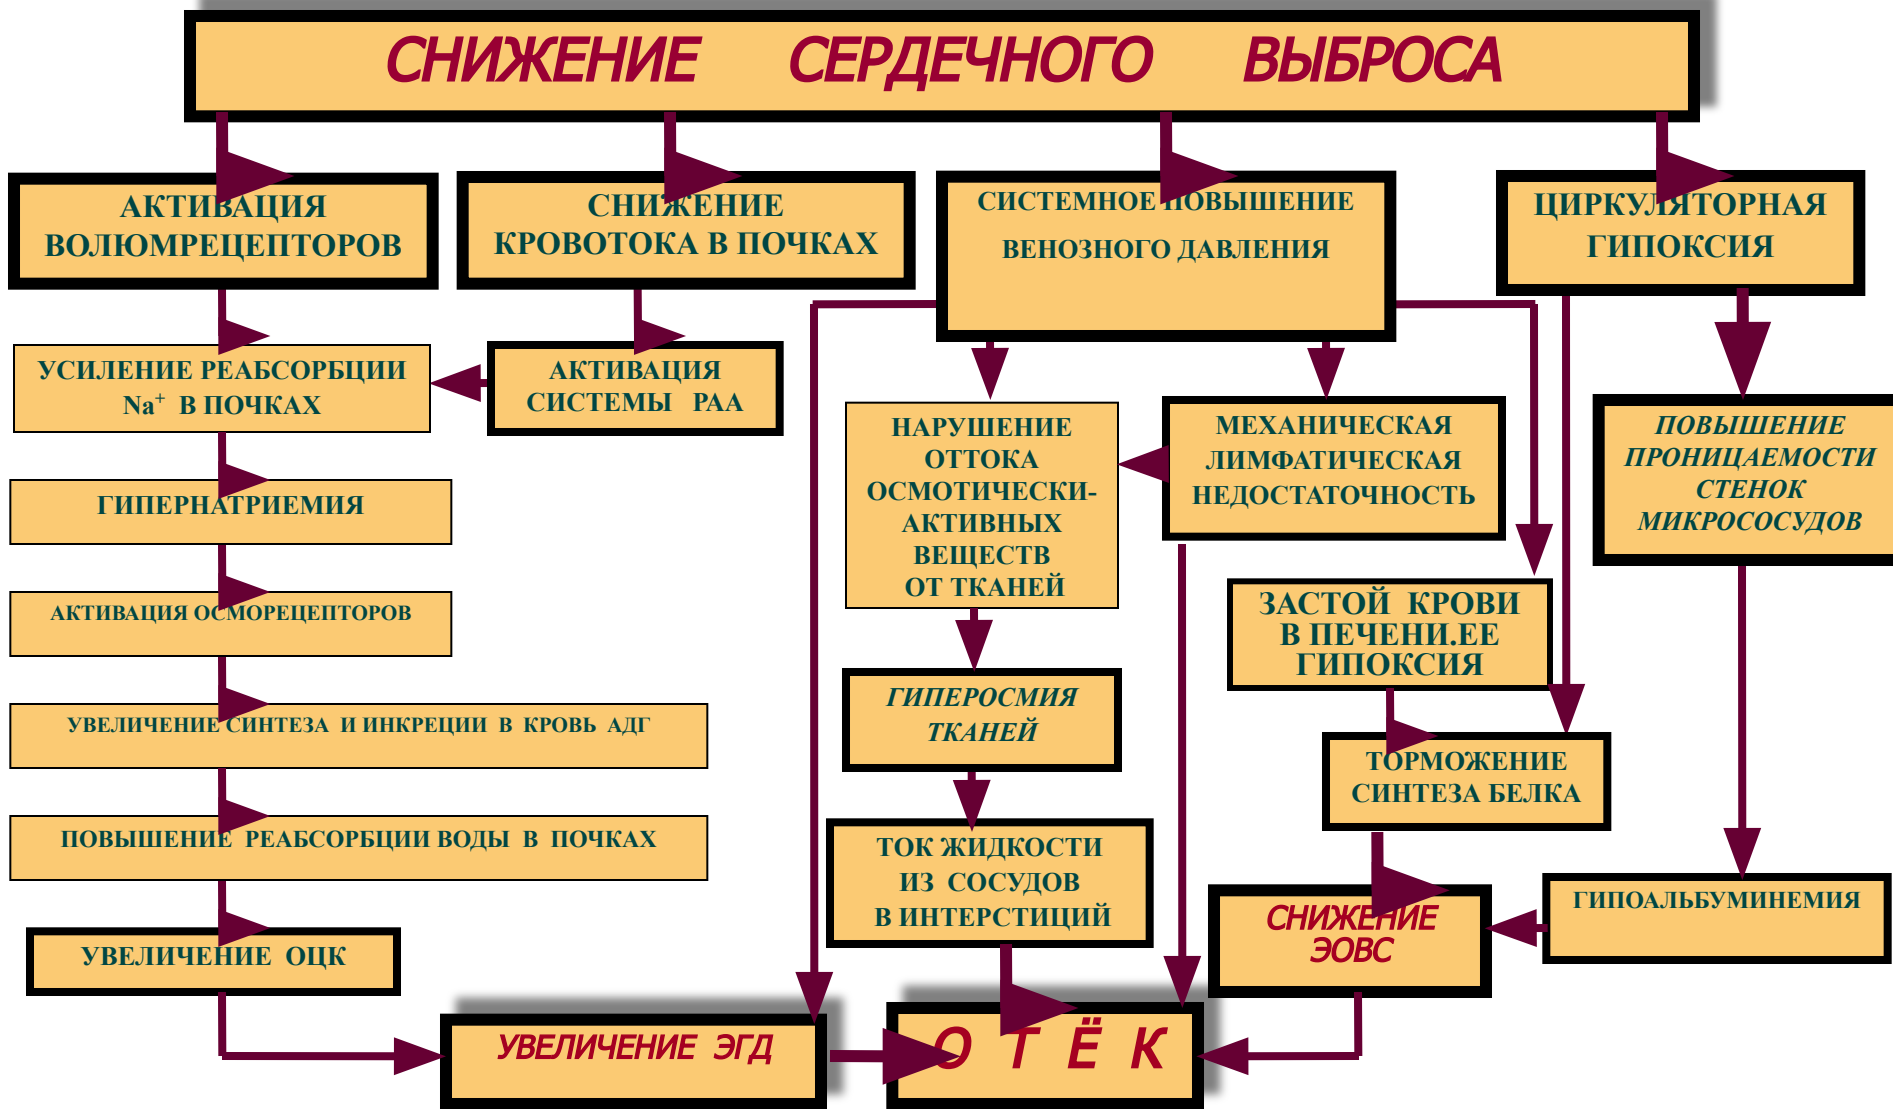 СНИЖЕНИЕ СЕРДЕЧНОГО ВЫБРОСА
АКТИВАЦИЯ
ВОЛЮМРЕЦЕПТОРОВ
СНИЖЕНИЕ
КРОВОТОКА В ПОЧКАХ
СИСТЕМНОЕ ПОВЫШЕНИЕ
ВЕНОЗНОГО ДАВЛЕНИЯ
ЦИРКУЛЯТОРНАЯ
ГИПОКСИЯ
УСИЛЕНИЕ РЕАБСОРБЦИИ
Na⁺ В ПОЧКАХ
АКТИВАЦИЯ
СИСТЕМЫ РАА
НАРУШЕНИЕ
ОТТОКА
ОСМОТИЧЕСКИ-
АКТИВНЫХ
ВЕЩЕСТВ
ОТ ТКАНЕЙ
МЕХАНИЧЕСКАЯ
ЛИМФАТИЧЕСКАЯ
НЕДОСТАТОЧНОСТЬ
ПОВЫШЕНИЕ
ПРОНИЦАЕМОСТИ
СТЕНОК
МИКРОСОСУДОВ
ГИПЕРНАТРИЕМИЯ
АКТИВАЦИЯ ОСМОРЕЦЕПТОРОВ
ЗАСТОЙ КРОВИ
В ПЕЧЕНИ.ЕЕ
ГИПОКСИЯ
ГИПЕРОСМИЯ
ТКАНЕЙ
УВЕЛИЧЕНИЕ СИНТЕЗА И ИНКРЕЦИИ В КРОВЬ АДГ
ТОРМОЖЕНИЕ
СИНТЕЗА БЕЛКА
ПОВЫШЕНИЕ РЕАБСОРБЦИИ ВОДЫ В ПОЧКАХ
ТОК ЖИДКОСТИ
ИЗ СОСУДОВ
В ИНТЕРСТИЦИЙ
СНИЖЕНИЕ
ЭОВС
ГИПОАЛЬБУМИНЕМИЯ
УВЕЛИЧЕНИЕ ОЦК
УВЕЛИЧЕНИЕ ЭГД
О Т Ё К